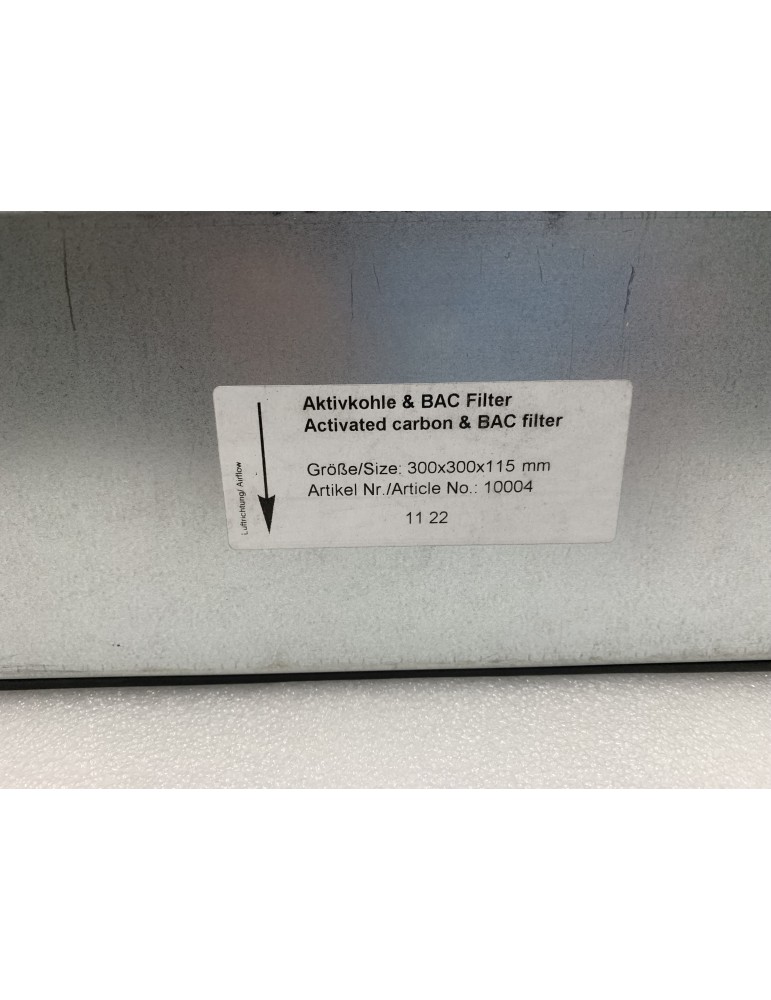 Aktivkohle & BAC Filter
Activated carbon & BAC filter
Größe/Size: 300x300x115 mm
Artikel Nr./Article No.: 10004
11 22
Luftrichtung/ Airflow